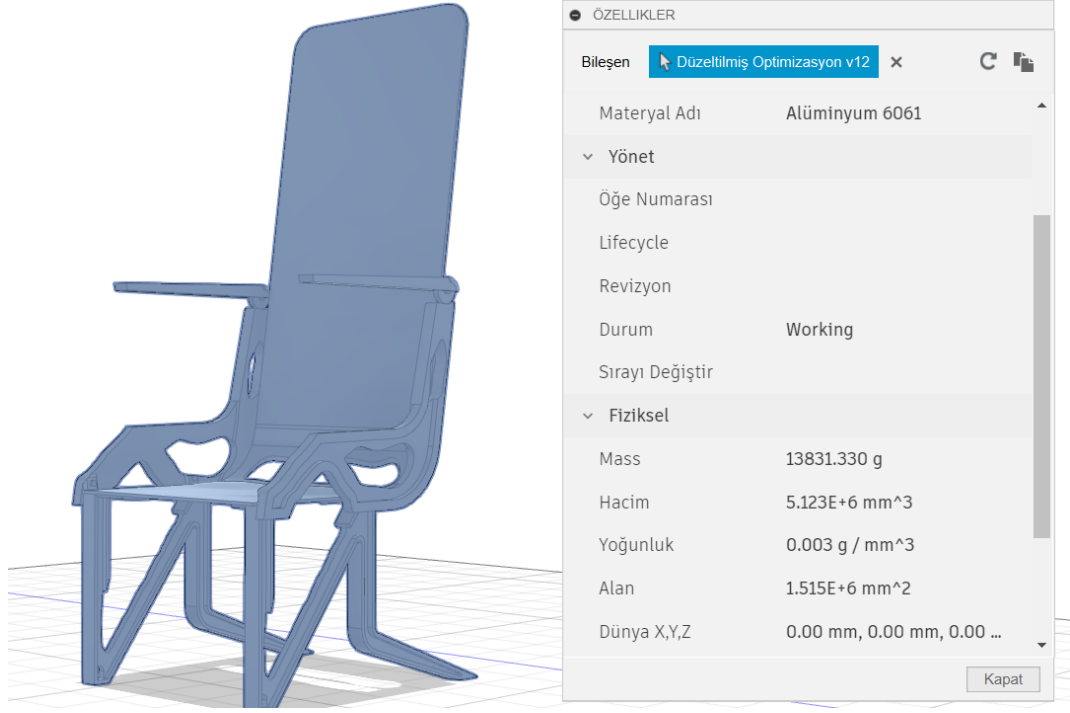 ÖZELLIKLER
Bileşen Düzeltilmiş Optimizasyon v12
Materyal Adı Alüminyum 6061
Yönet
Öğe Numarası
Lifecycle
Revizyon
Durum Working
Sırayı Değiştir
Fiziksel
Mass 13831.330 g
Hacim 5.123E+6 mm^3
Yoğunluk 0.003 g / mm^3
Alan 1.515E+6 mm^2
Dünya X,Y,Z 0.00 mm, 0.00 mm, 0.00 ...
Kapat